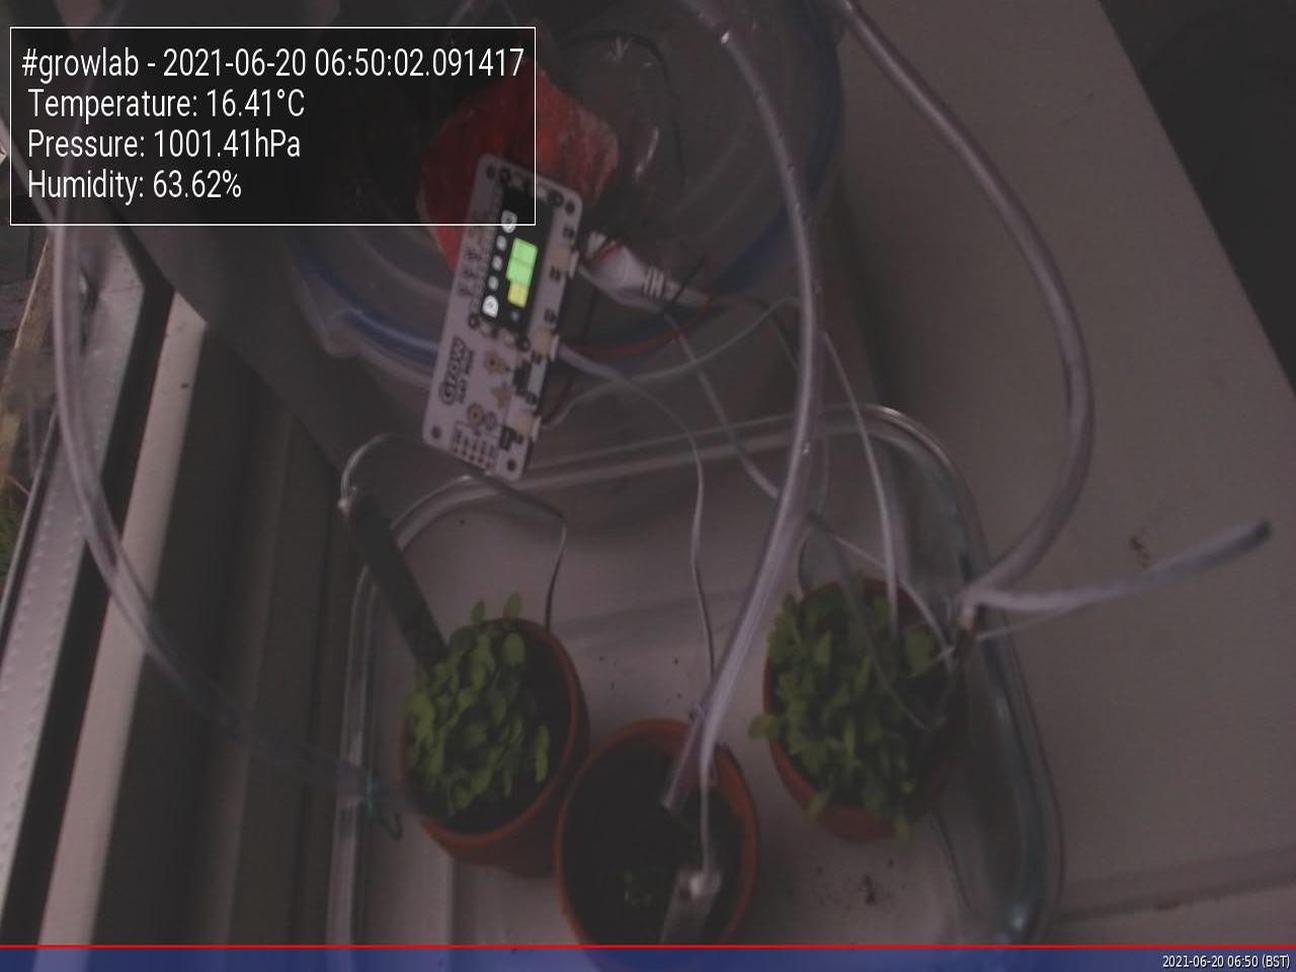 #growlab - 2021-06-20 06:50:02.091417
Temperature: 16.41°C
Pressure: 1001.41hPa
Humidity: 63.62%
GROW
2021-06-20 06:50 (BST)